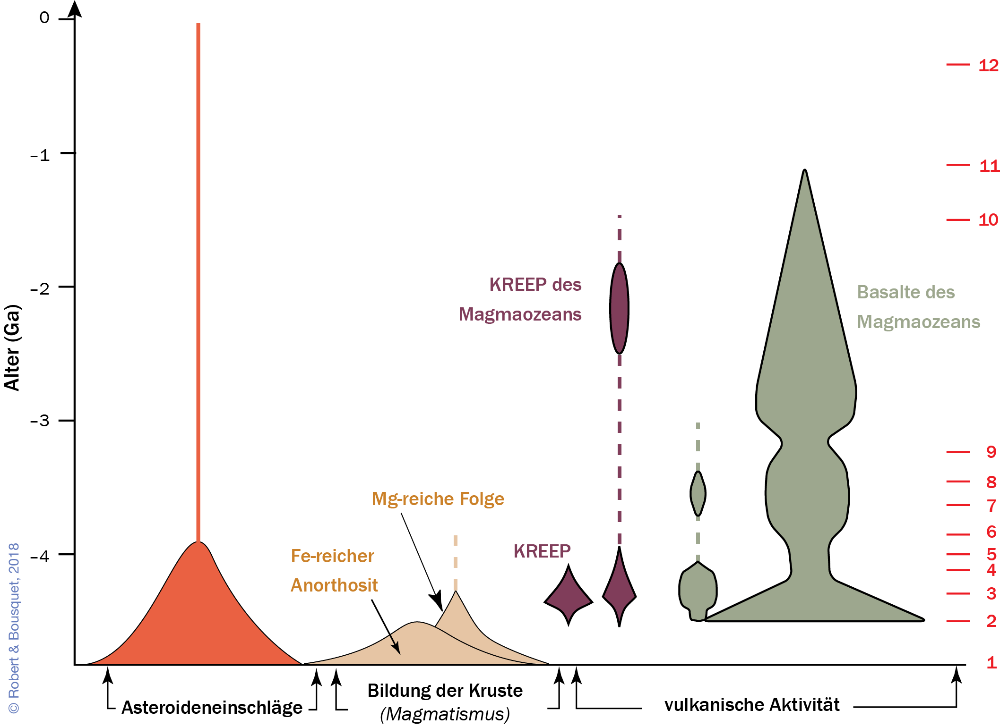 0
–1
–2
–3
–4
Alter (Ga)
© Robert & Bousquet, 2018
KREEP des
Magmaozeans
Basalte des
Magmaozeans
Mg-reiche Folge
Fe-reicher
Anorthosit
KREEP
12
11
10
9
8
7
6
5
4
3
2
1
Asteroideneinschläge
Bildung der Kruste
(Magmatismus)
vulkanische Aktivität